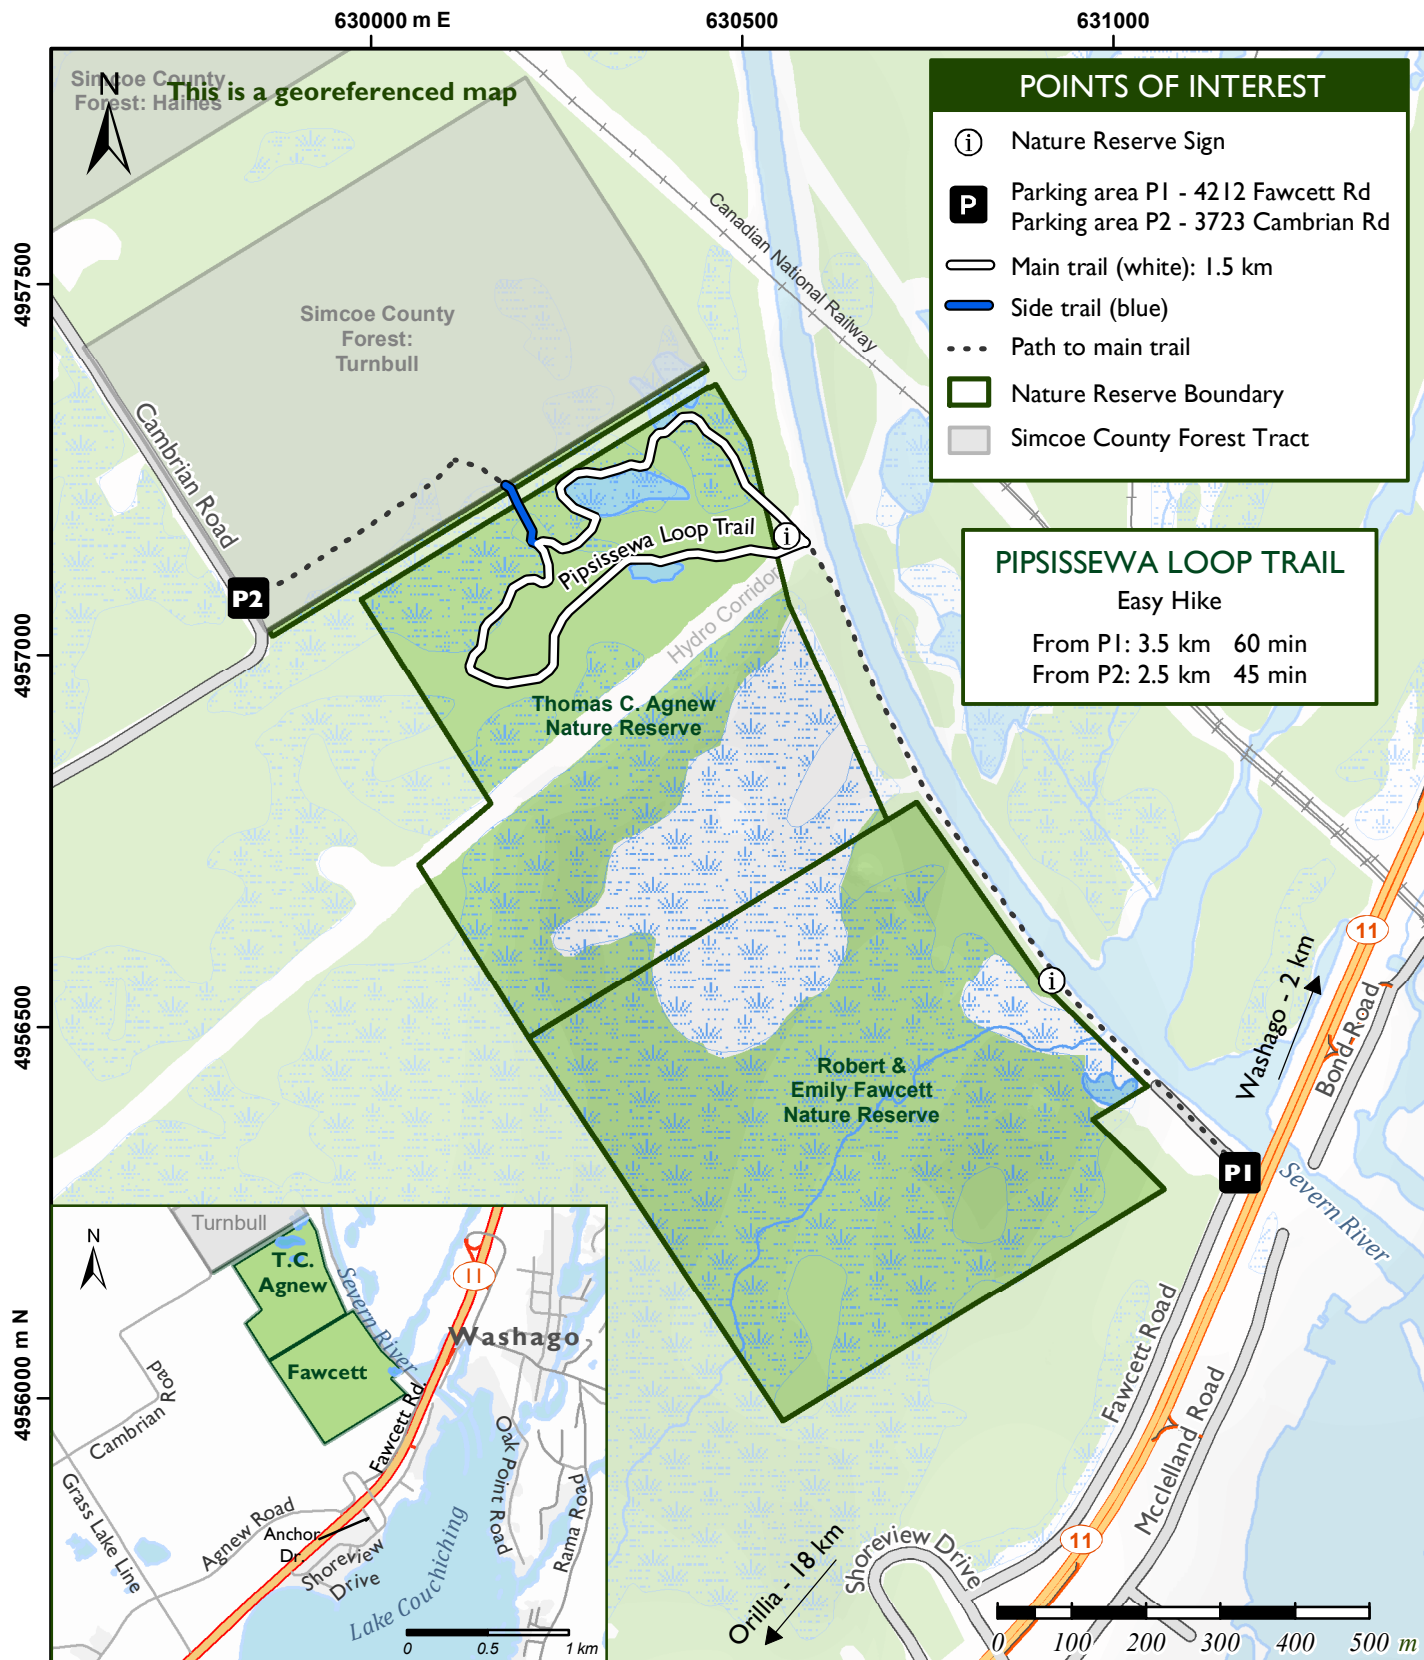 630000 m E
630500
631000
4957500
4957000
4956500
4956000 m N
Simcoe County
Forest: Haines
N
This is a georeferenced map
POINTS OF INTEREST
i
Nature Reserve Sign
P
Parking area P1 - 4212 Fawcett Rd
Parking area P2 - 3723 Cambrian Rd
Main trail (white): 1.5 km
Side trail (blue)
Path to main trail
Nature Reserve Boundary
Simcoe County Forest Tract
PIPSISSEWA LOOP TRAIL
Easy Hike
From P1: 3.5 km 60 min
From P2: 2.5 km 45 min
Canadian National Railway
Simcoe County
Forest:
Turnbull
Cambrian Road
P2
Pipsissewa Loop Trail
i
Hydro Corridor
Thomas C. Agnew
Nature Reserve
11
Washago - 2 km
Bond Road
i
Robert &
Emily Fawcett
Nature Reserve
P1
Severn River
Fawcett Road
Mcclelland Road
11
Shoreview Drive
Orillia - 18 km
0 100 200 300 400 500 m
N
Turnbull
T.C.
Agnew
Severn River
11
Washago
Fawcett
Fawcett Rd.
Cambrian Road
Grass Lake Line
Agnew Road
Anchor
Dr.
Shoreview
Drive
Lake Couchiching
Oak Point Road
Rama Road
0 0.5 1 km